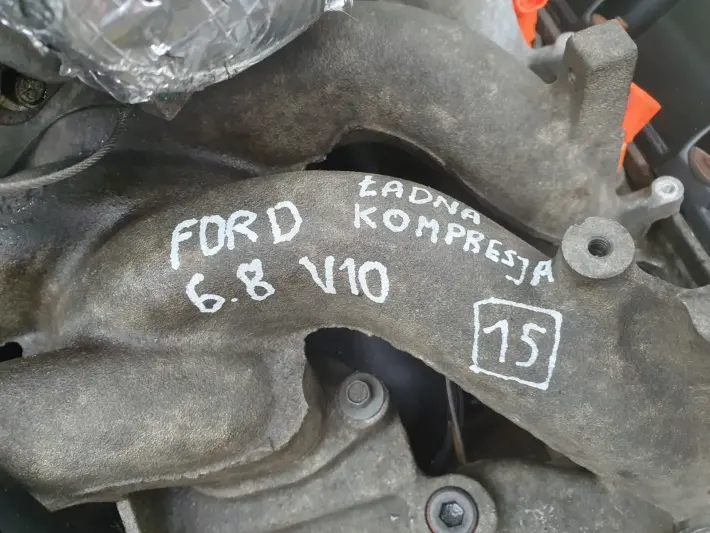 FORD
6.8 V10
ŁADNA
KOMPRESJA
15